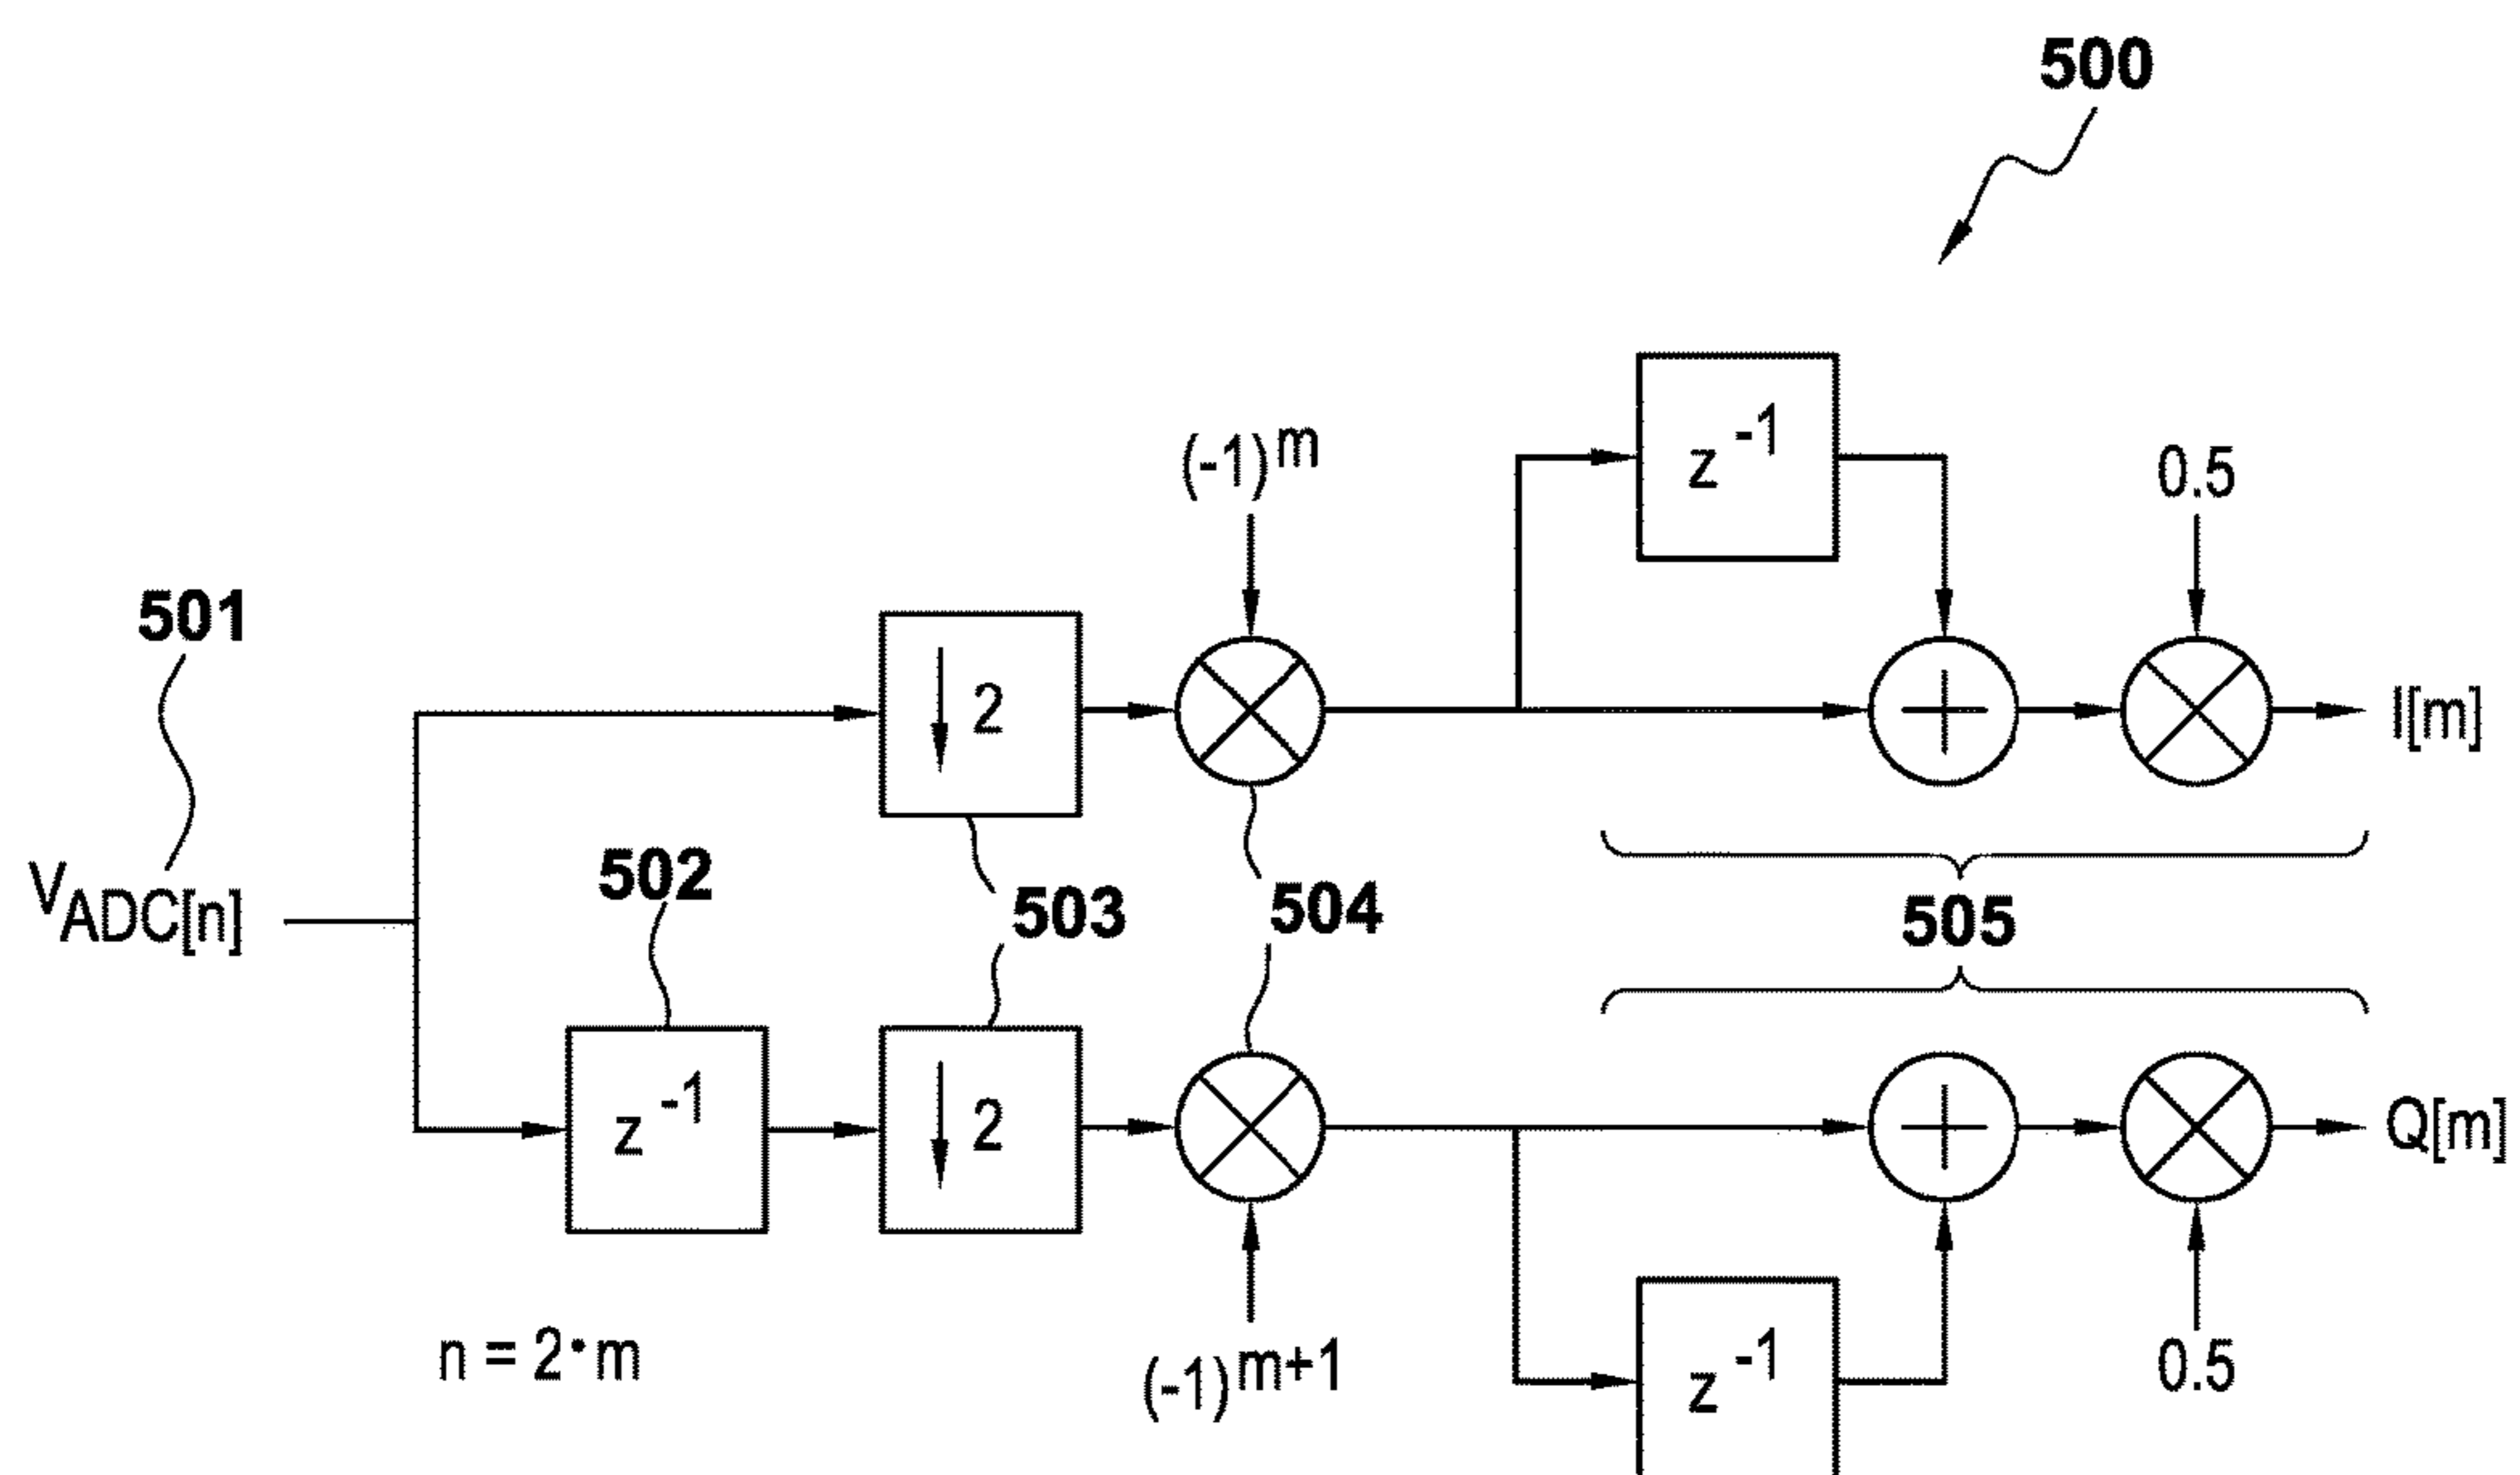 500
z -1
(-1)m
0.5
501
2
I[m]
VADC[n]
502
503
504
505
z -1
2
Q[m]
n = 2·m
(-1)m+1
z -1
0.5